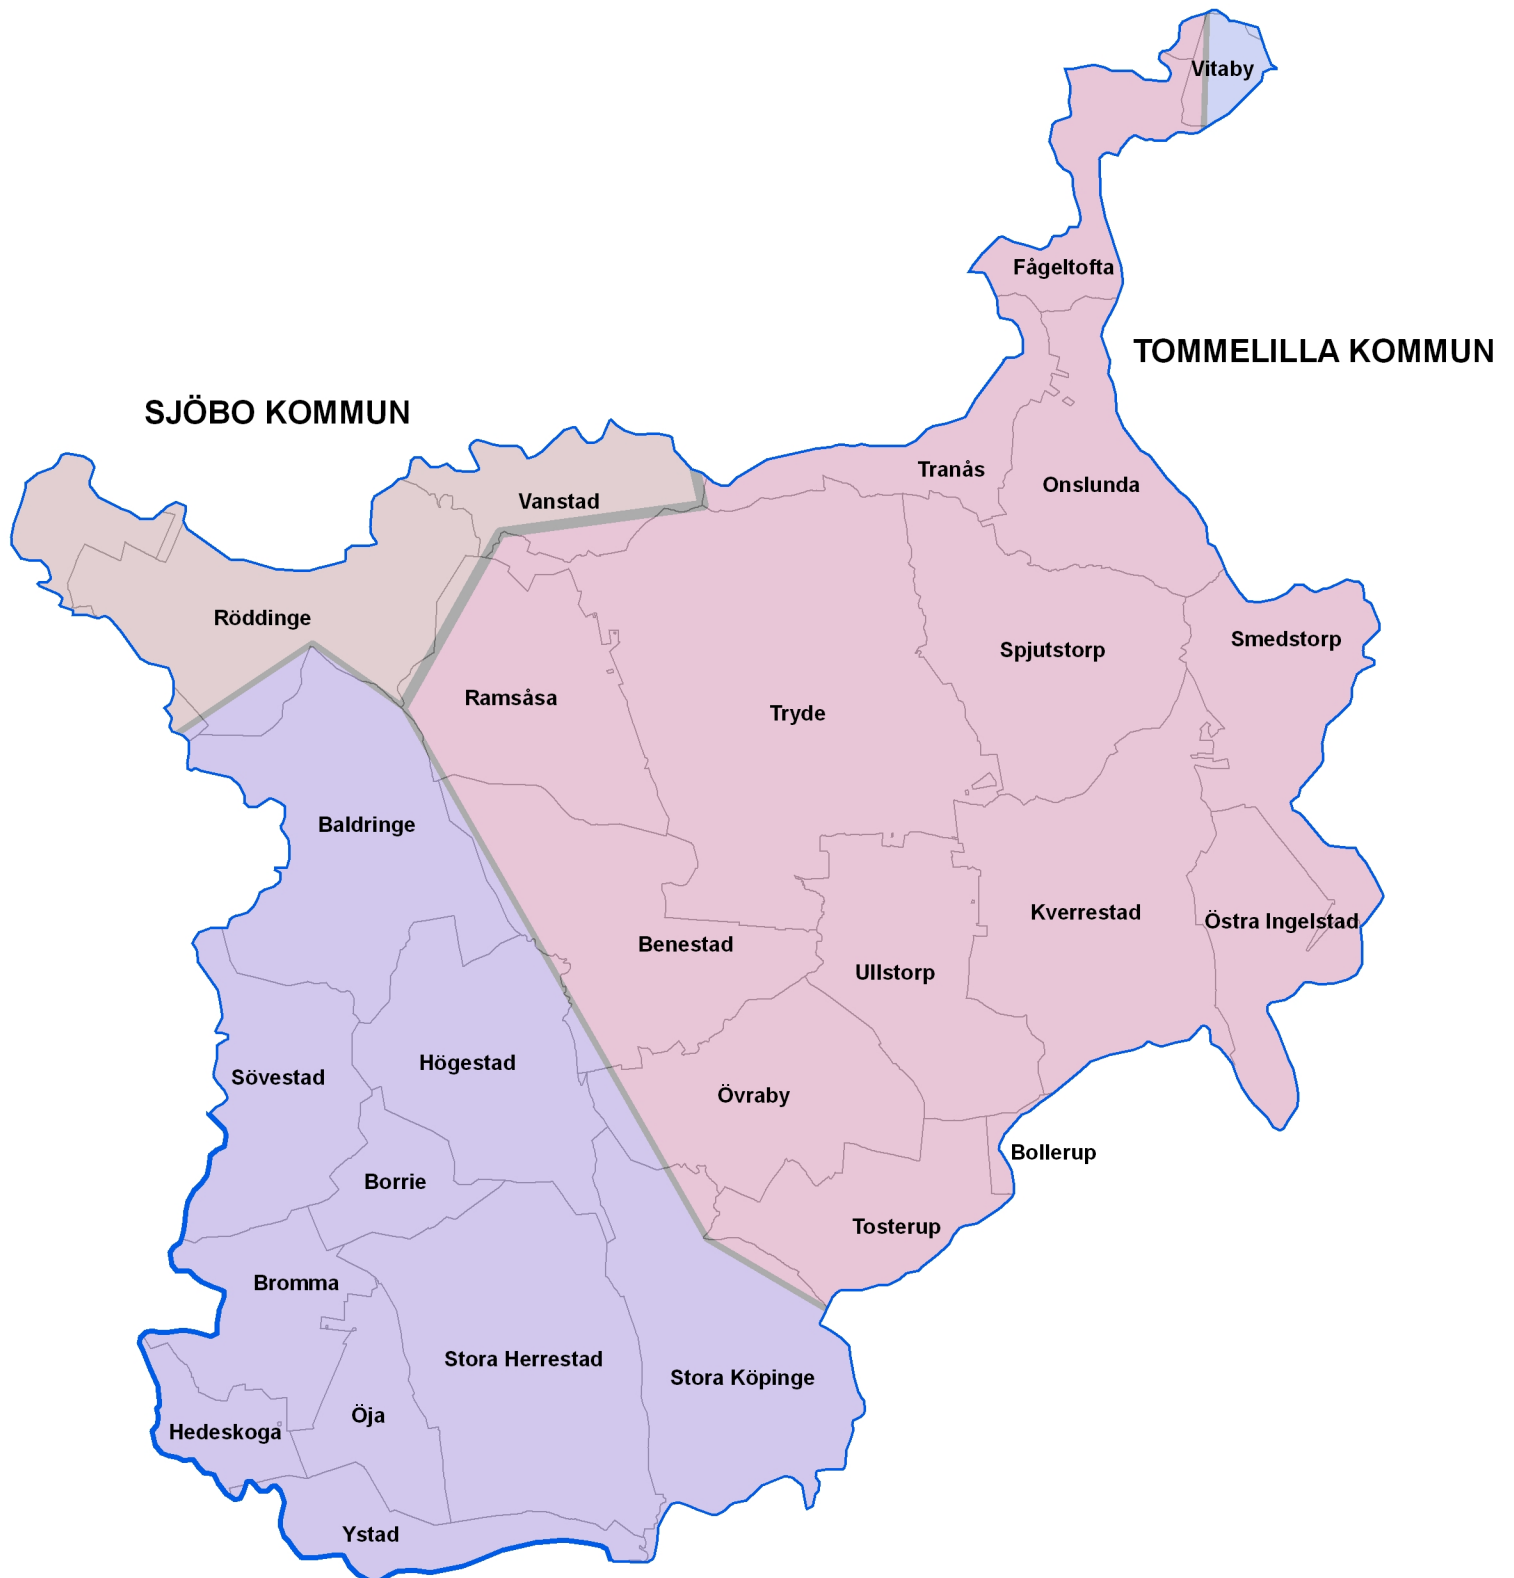 Vitaby
Fågeltofta
TOMMELILLA KOMMUN
SJÖBO KOMMUN
Tranås
Onslunda
Vanstad
Röddinge
Smedstorp
Spjutstorp
Ramsåsa
Tryde
Baldringe
Kverrestad
Östra Ingelstad
Benestad
Ullstorp
Högestad
Sövestad
Övraby
Bollerup
Borrie
Tosterup
Bromma
Stora Herrestad
Stora Köpinge
Öja
Hedeskoga
Ystad